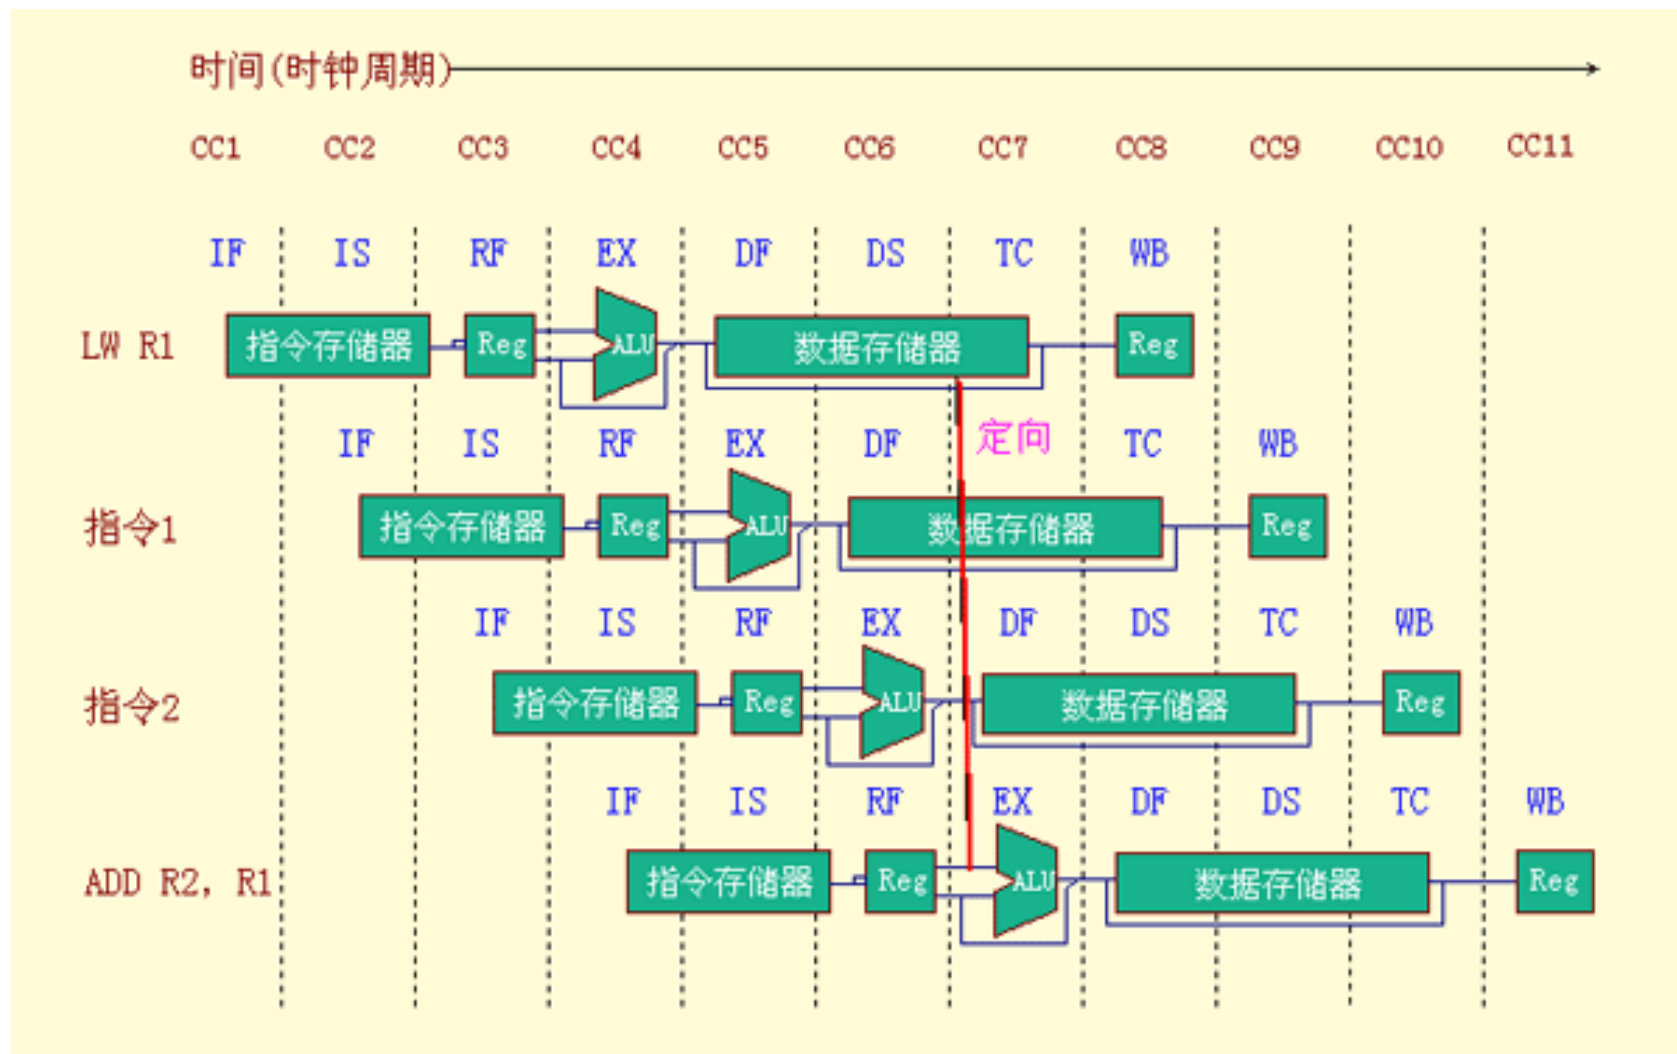 时间(时钟周期)
CC1 CC2 CC3 CC4 CC5 CC6 CC7 CC8 CC9 CC10 CC11
IF IS RF EX DF DS TC WB
LW R1 指令存储器 Reg ALU 数据存储器 Reg
IF IS RF EX DF 定向 TC WB
指令1 指令存储器 Reg ALU 数据存储器 Reg
IF IS RF EX DF DS TC WB
指令2 指令存储器 Reg ALU 数据存储器 Reg
IF IS RF EX DF DS TC WB
ADD R2, R1 指令存储器 Reg ALU 数据存储器 Reg